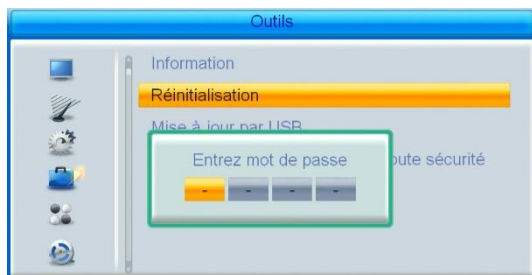 Outils
Information
Réinitialisation
Mise à jour par USB
oute sécurité
Entrez mot de passe
- - - -